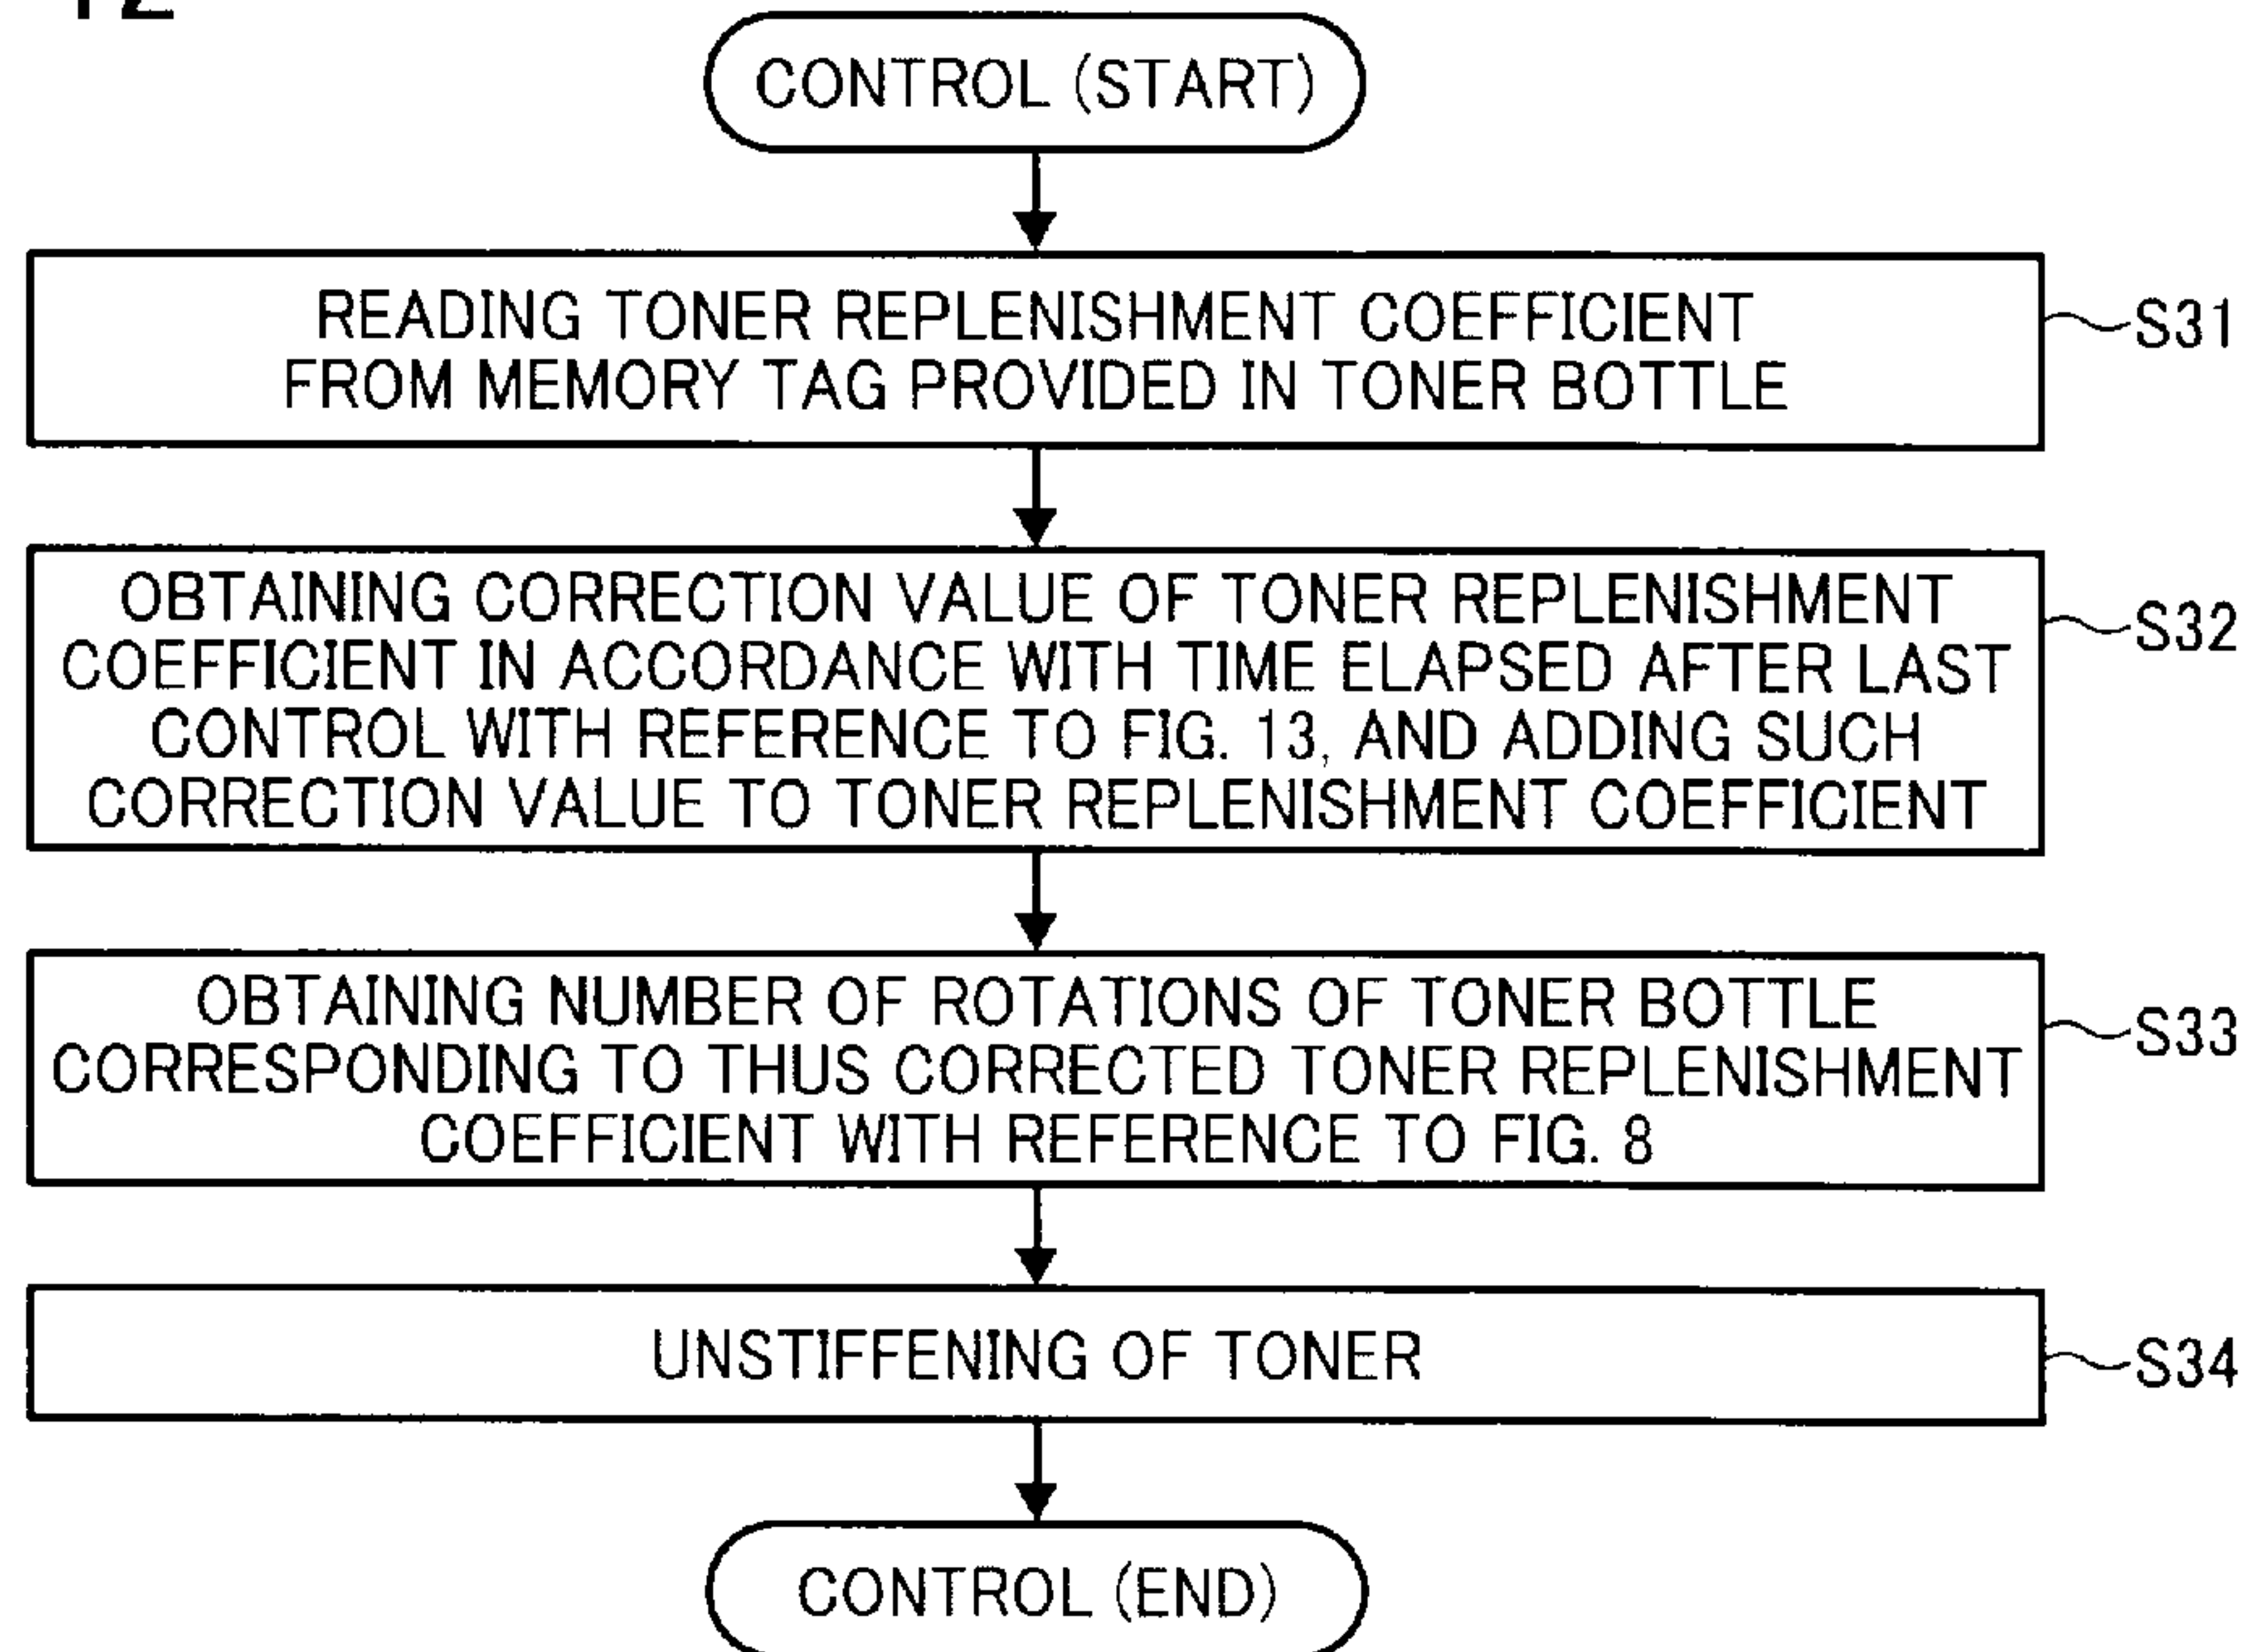 12
CONTROL (START)
READING TONER REPLENISHMENT COEFFICIENT
FROM MEMORY TAG PROVIDED IN TONER BOTTLE
S31
OBTAINING CORRECTION VALUE OF TONER REPLENISHMENT
COEFFICIENT IN ACCORDANCE WITH TIME ELAPSED AFTER LAST
CONTROL WITH REFERENCE TO FIG. 13, AND ADDING SUCH
CORRECTION VALUE TO TONER REPLENISHMENT COEFFICIENT
S32
OBTAINING NUMBER OF ROTATIONS OF TONER BOTTLE
CORRESPONDING TO THUS CORRECTED TONER REPLENISHMENT
COEFFICIENT WITH REFERENCE TO FIG. 8
S33
UNSTIFFENING OF TONER
S34
CONTROL (END)